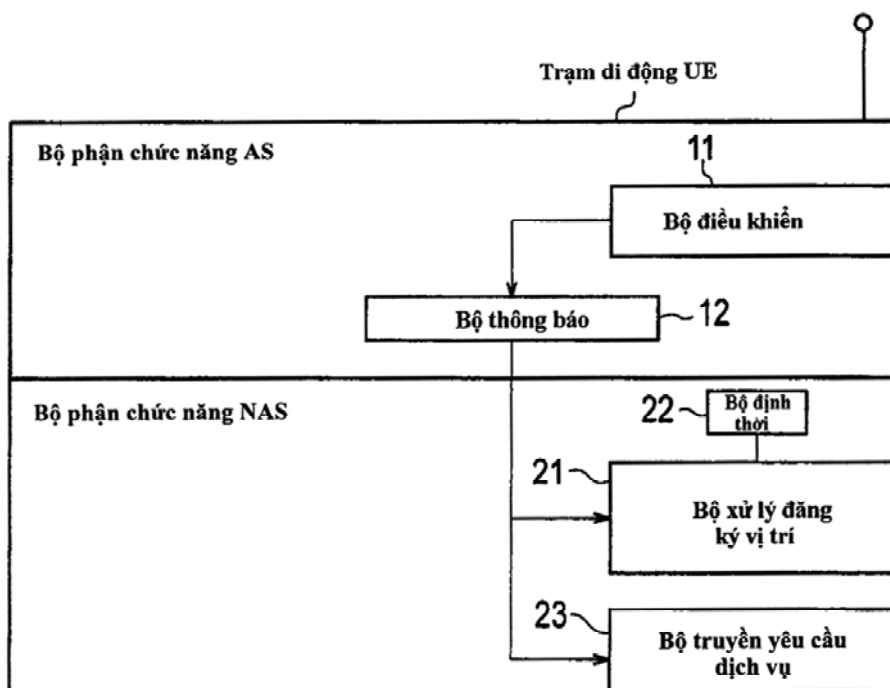 Trạm di động UE
Bộ phận chức năng AS
11
Bộ điều khiển
Bộ thông báo
12
Bộ phận chức năng NAS
22
Bộ định
thời
21
Bộ xử lý đăng
ký vị trí
23
Bộ truyền yêu cầu
dịch vụ